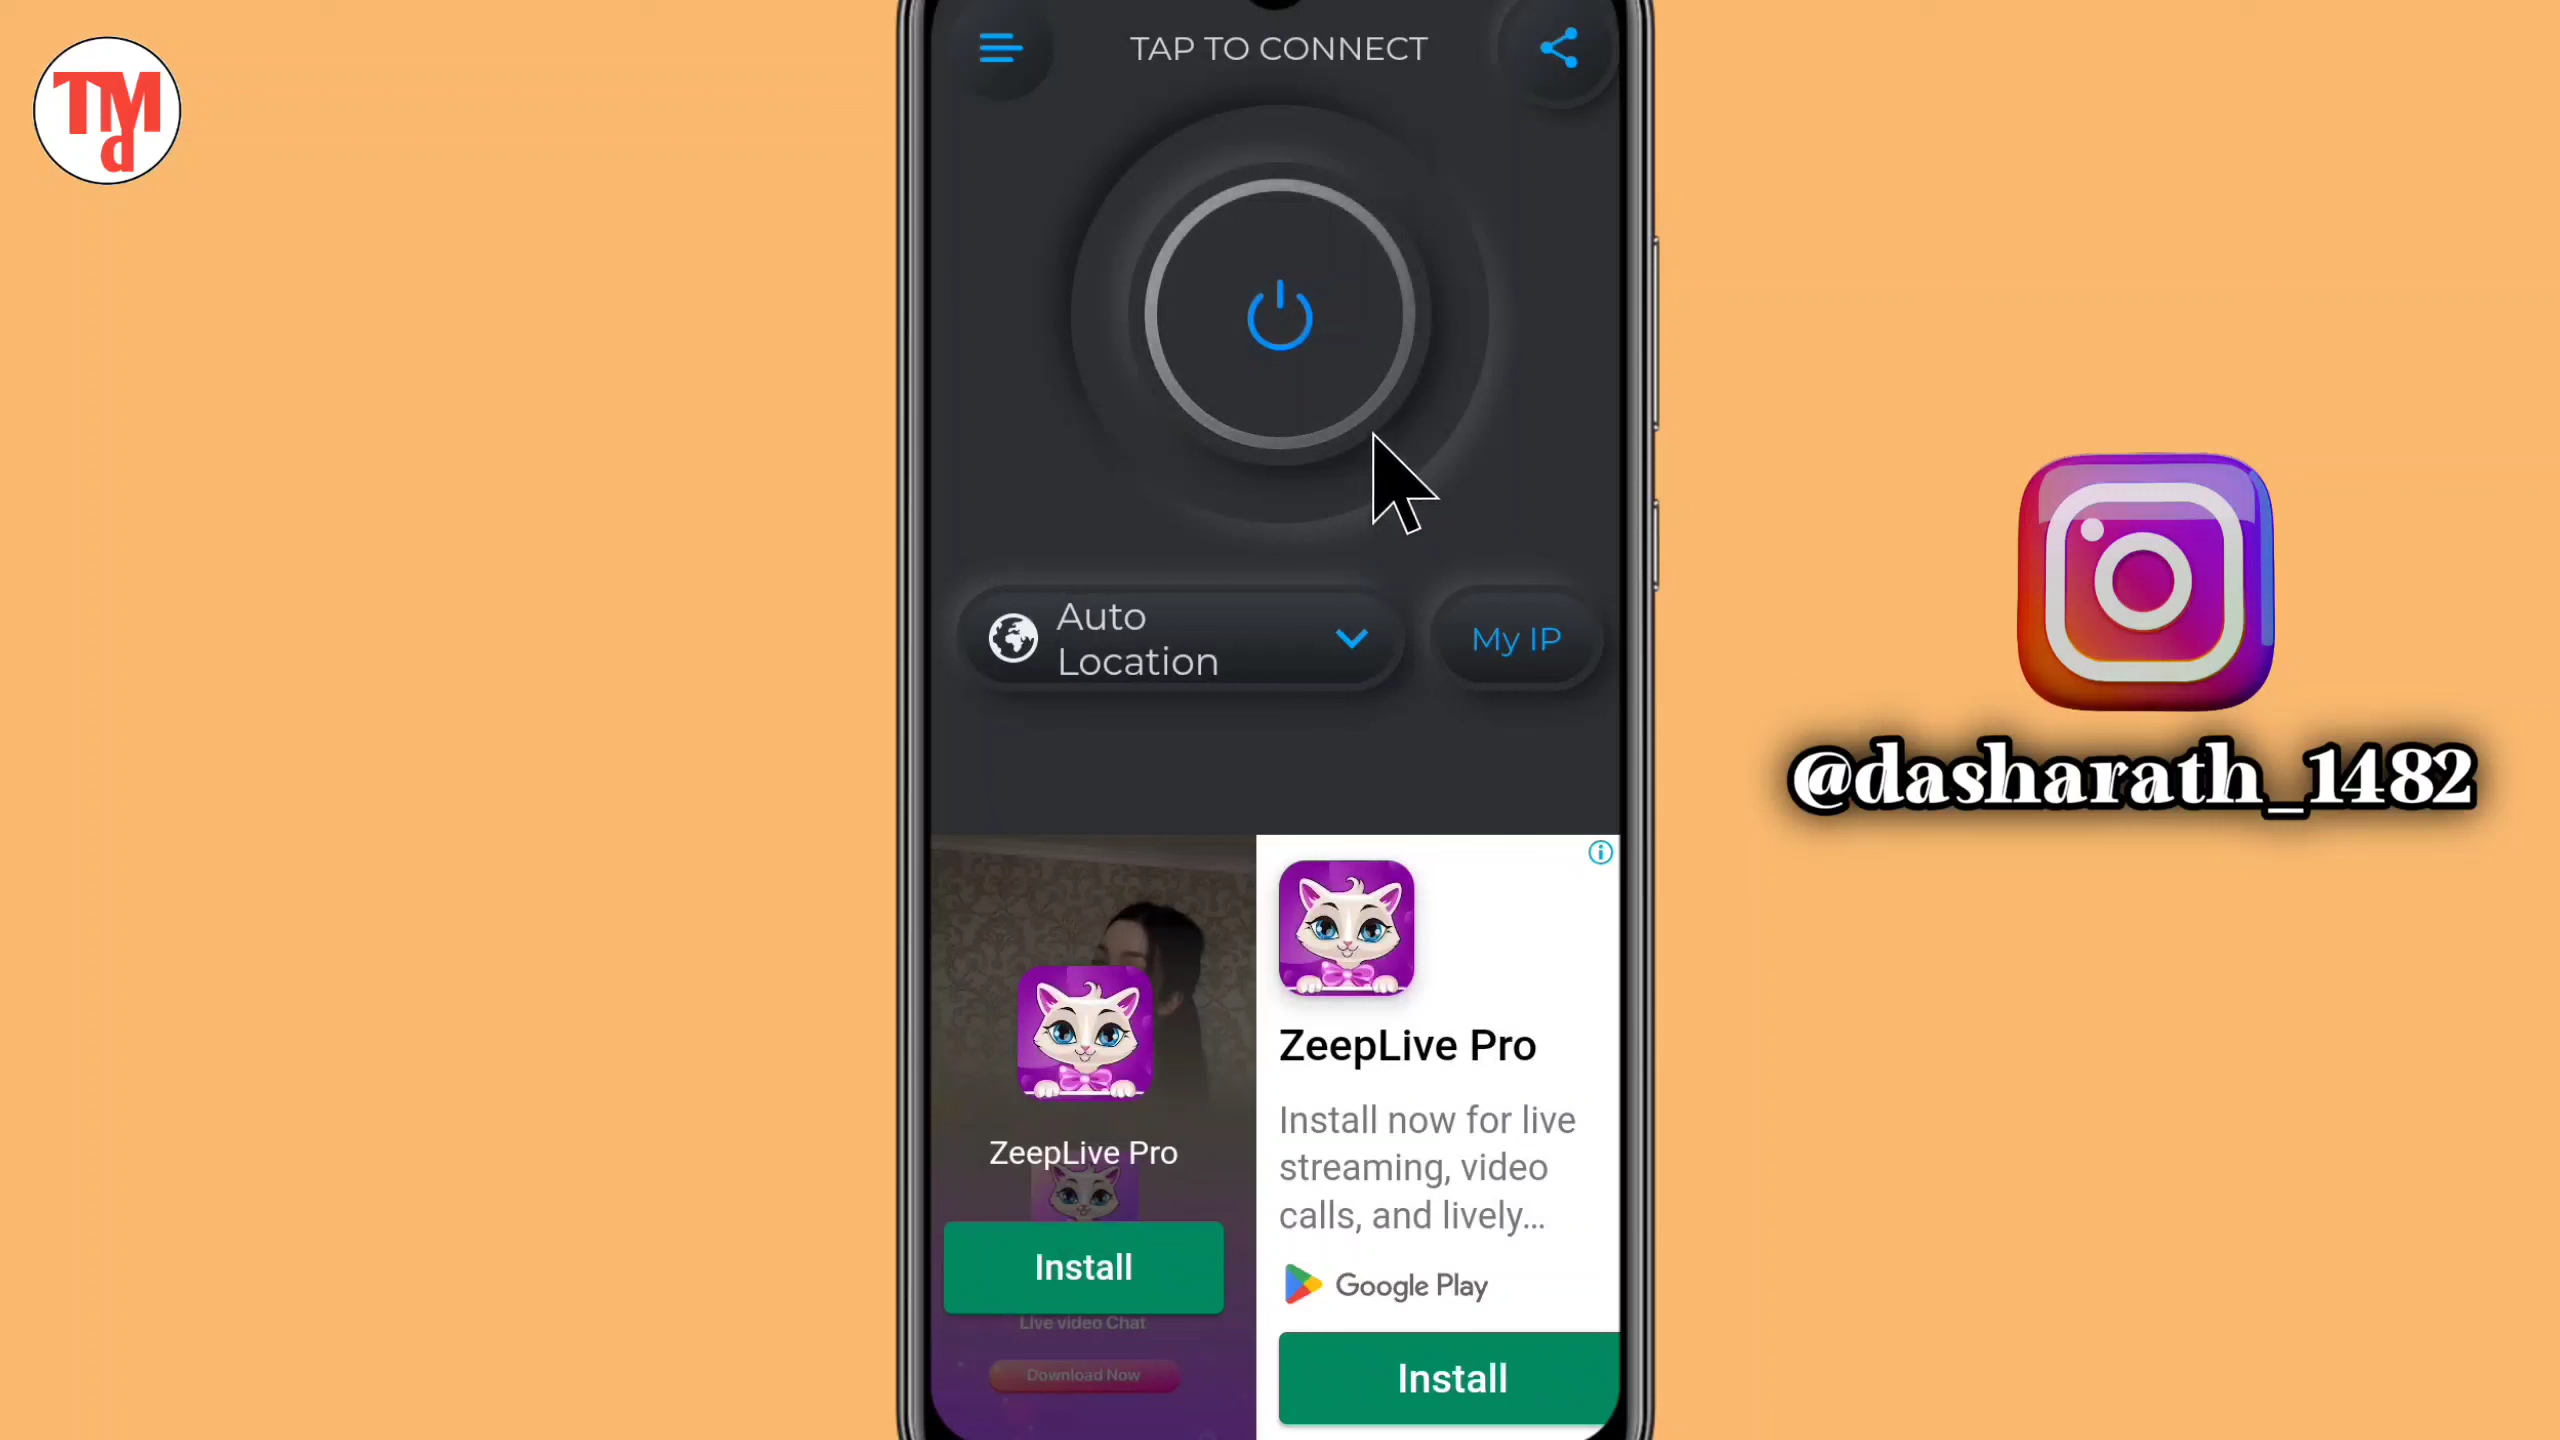 TMd
TAP TO CONNECT
Auto
Location
My IP
@dasharath_1482
ZeepLive Pro
Install
Live video Chat
Download Now
ZeepLive Pro
Install now for live
streaming, video
calls, and lively...
Google Play
Install